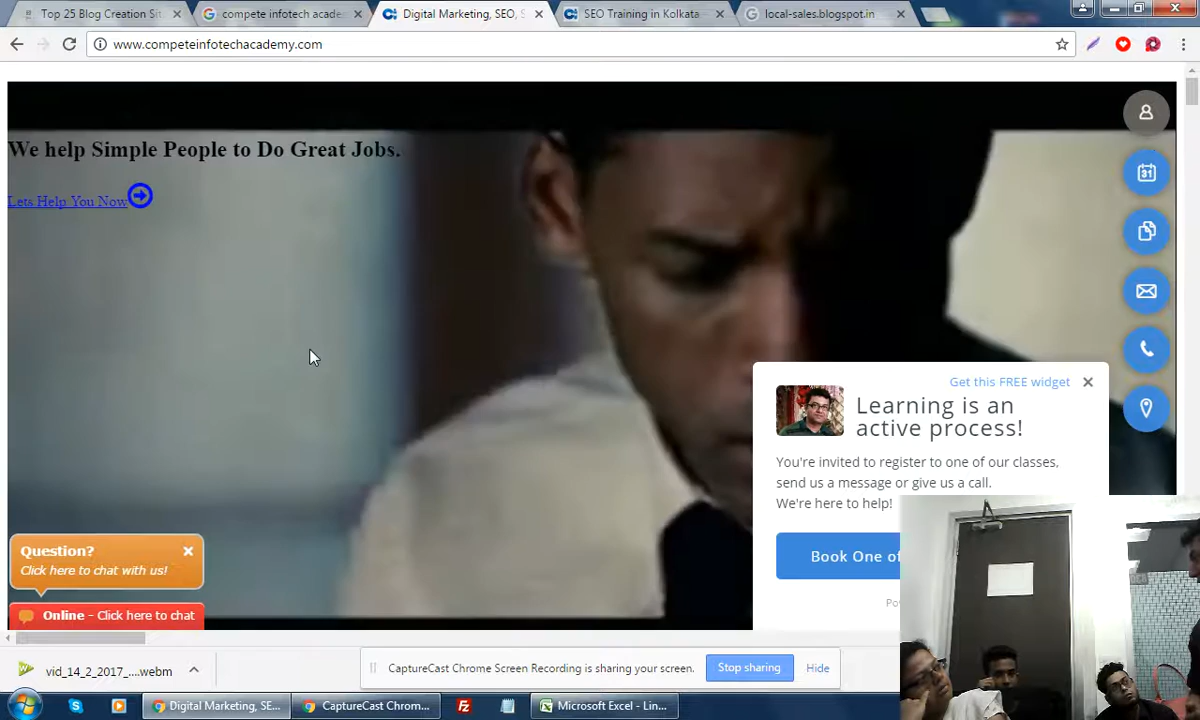 Top 25 Blog Creation Sit
compete infotech acade
Digital Marketing, SEO, S
SEO Training in Kolkata
local-sales.blogspot.in
www.competeinfotechacademy.com
We help Simple People to Do Great Jobs.
Lets Help You Now
31
Get this FREE widget
Learning is an
active process!
You're invited to register to one of our classes,
send us a message or give us a call.
We're here to help!
Book One of
Question?
Click here to chat with us!
Online - Click here to chat
vid_14_2_2017_....webm
CaptureCast Chrome Screen Recording is sharing your screen.
Stop sharing
Hide
Digital Marketing, SE...
CaptureCast Chrom...
Fz
Microsoft Excel - Lin...